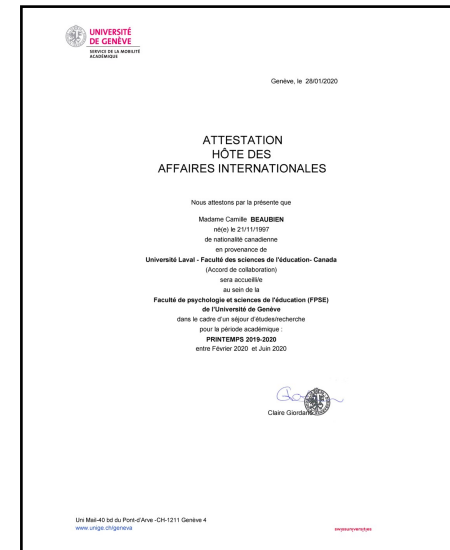 UNIVERSITÉ
DE GENÈVE
SERVICE DE LA MOBILITÉ
ACADÉMIQUE
Genève, le 28/01/2020
ATTESTATION
HÔTE DES
AFFAIRES INTERNATIONALES
Nous attestons par la présente que
Madame Camille BEAUBIEN
né(e) le 21/11/1997
de nationalité canadienne
en provenance de
Université Laval - Faculté des sciences de l'éducation- Canada
(Accord de collaboration)
sera accueilli/e
au sein de la
Faculté de psychologie et sciences de l'éducation (FPSE)
de l'Université de Genève
dans le cadre d'un séjour d'études/recherche
pour la période académique :
PRINTEMPS 2019-2020
entre Février 2020 et Juin 2020
Claire Giordano
Uni Mail-40 bd du Pont-d'Arve -CH-1211 Genève 4
www.unige.ch/geneva
swissuniversities